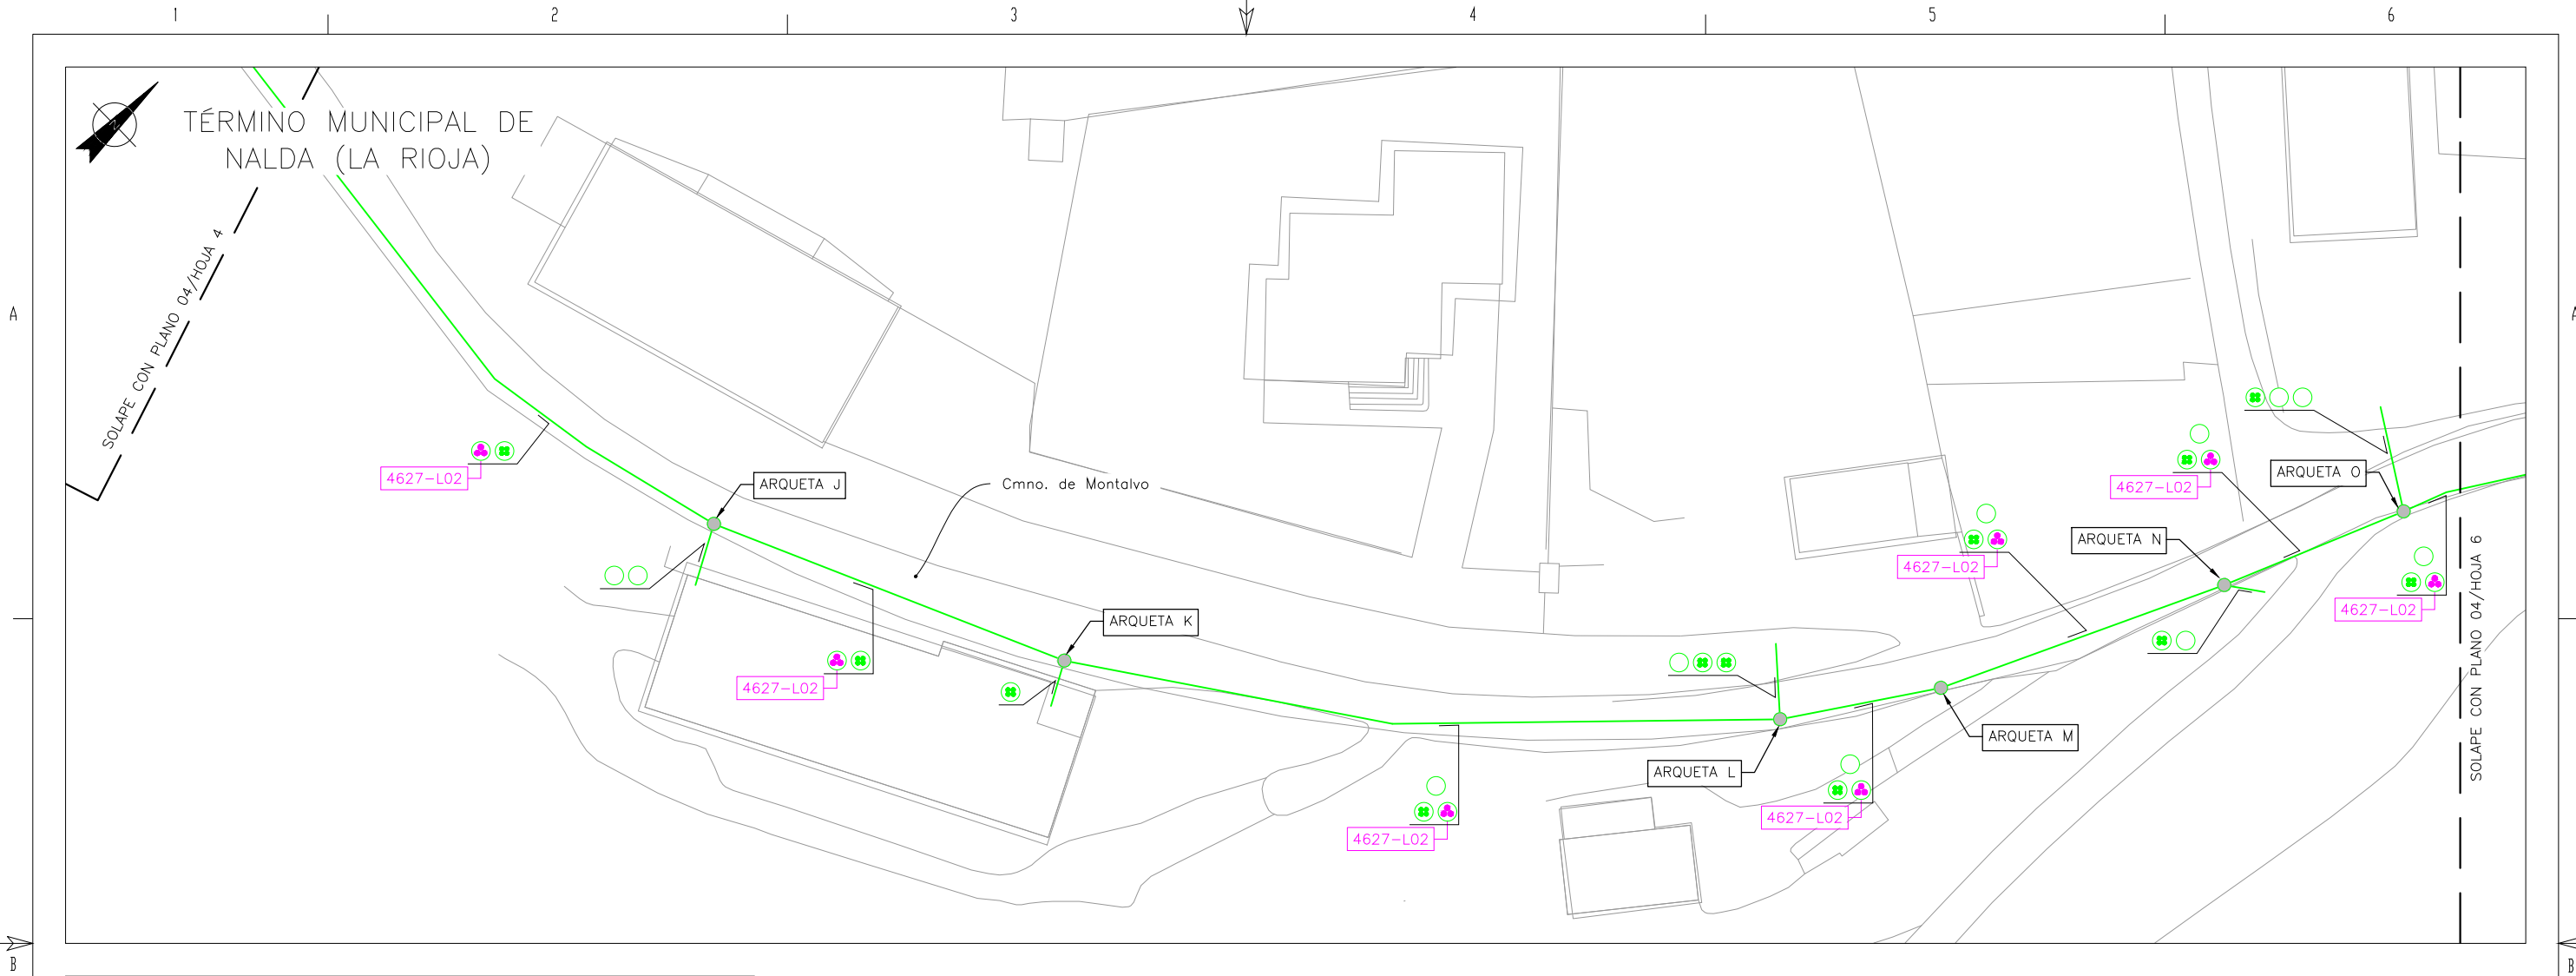 1 2 3 4 5 6
TÉRMINO MUNICIPAL DE
NALDA (LA RIOJA)
N
SOLAPE CON PLANO 04/HOJA 4
A
A
4627-L02
ARQUETA J
Cmno. de Montalvo
ARQUETA K
4627-L02
4627-L02
ARQUETA L
4627-L02
ARQUETA M
4627-L02
ARQUETA N
4627-L02
ARQUETA O
4627-L02
SOLAPE CON PLANO 04/HOJA 6
B
B